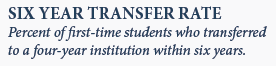 SIX YEAR TRANSFER RATE
Percent of first-time students who transferred
to a four-year institution within six years.